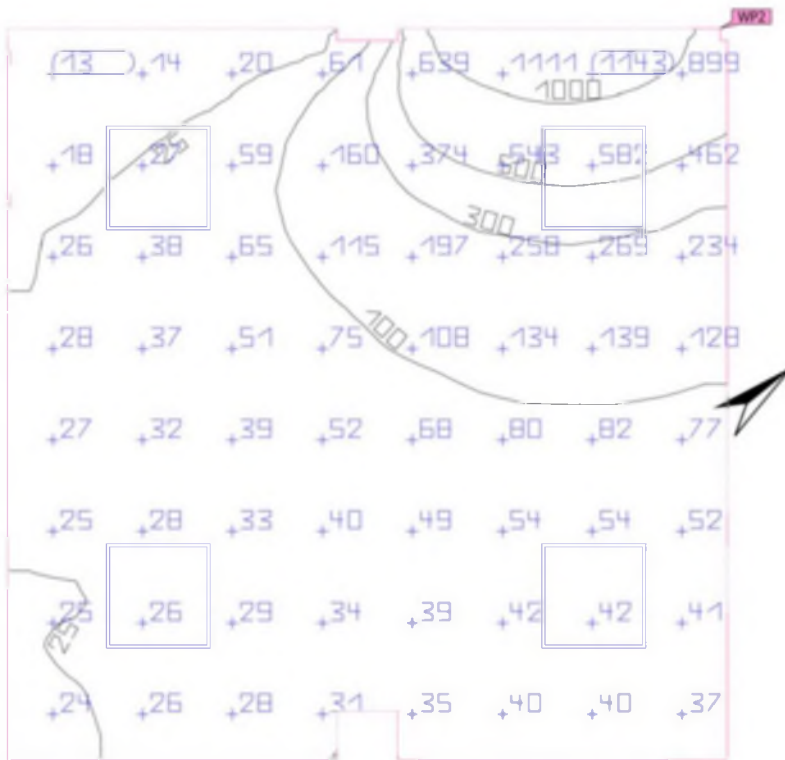 WP2
(13) 14 20 61 639 1111 (1143) 899
1000
18 25 59 160 374 543 582 462
500
300
26 38 65 115 197 258 269 234
100
28 37 51 75 108 134 139 128
27 32 39 52 68 80 82 77
25 28 33 40 49 54 54 52
25 26 29 34 39 42 42 41
25
24 26 28 31 35 40 40 37